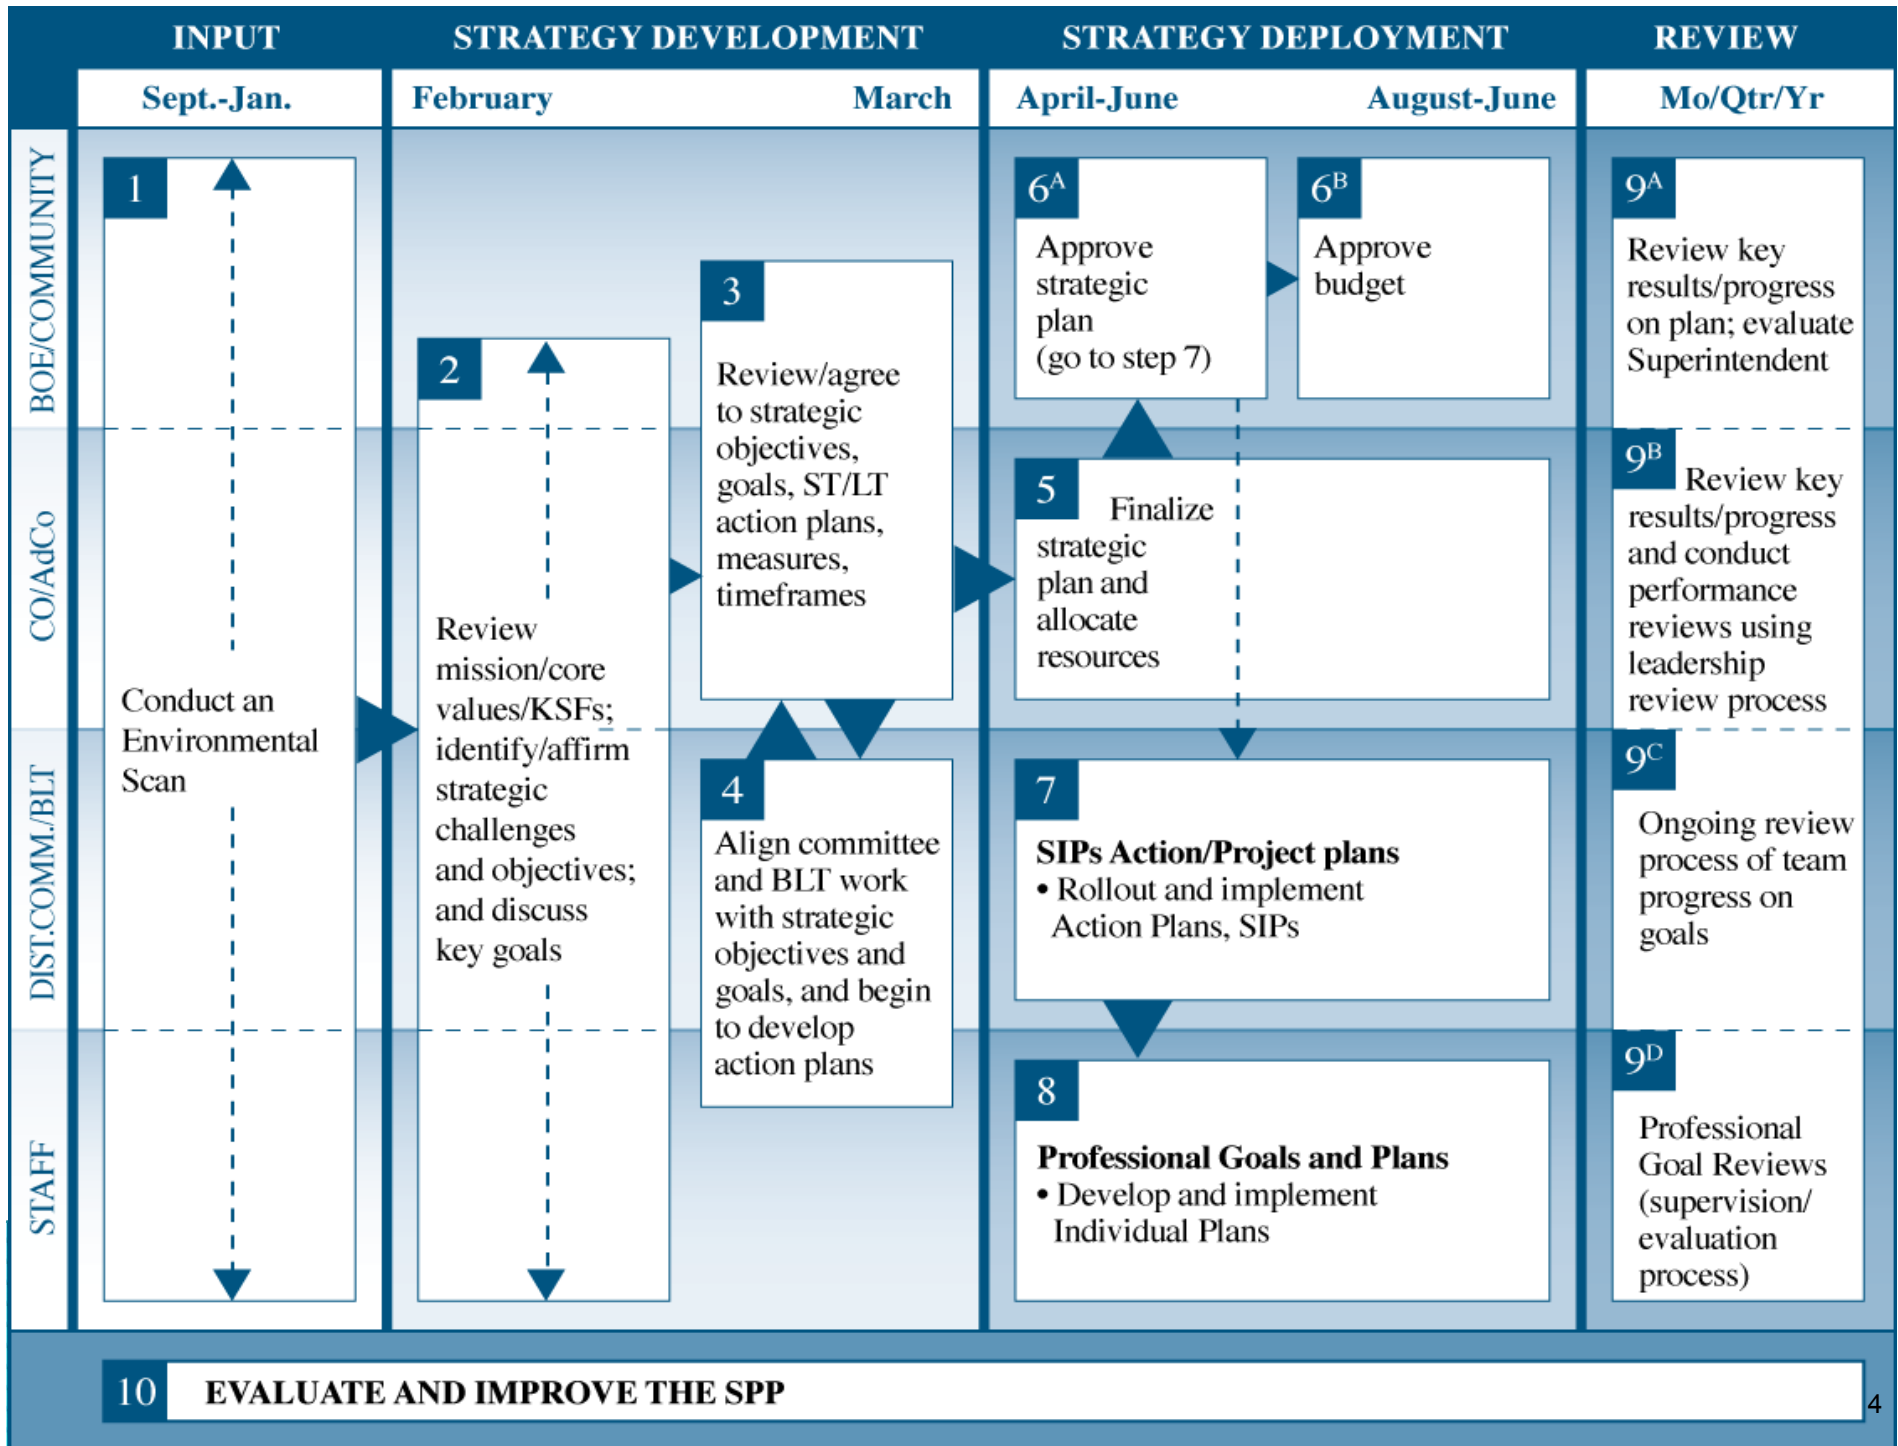 INPUT
STRATEGY DEVELOPMENT
STRATEGY DEPLOYMENT
REVIEW
Sept.-Jan.
February
March
April-June
August-June
Mo/Qtr/Yr
BOE/COMMUNITY
CO/AdCo
DIST.COMM./BLT
STAFF
1
Conduct an
Environmental
Scan
2
Review
mission/core
values/KSFs;
identify/affirm
strategic
challenges
and objectives;
and discuss
key goals
3
Review/agree
to strategic
objectives,
goals, ST/LT
action plans,
measures,
timeframes
4
Align committee
and BLT work
with strategic
objectives and
goals, and begin
to develop
action plans
5
Finalize
strategic
plan and
allocate
resources
6A
Approve
strategic
plan
(go to step 7)
6B
Approve
budget
7
SIPs Action/Project plans
• Rollout and implement
Action Plans, SIPs
8
Professional Goals and Plans
• Develop and implement
Individual Plans
9A
Review key
results/progress
on plan; evaluate
Superintendent
9B
Review key
results/progress
and conduct
performance
reviews using
leadership
review process
9C
Ongoing review
process of team
progress on
goals
9D
Professional
Goal Reviews
(supervision/
evaluation
process)
10
EVALUATE AND IMPROVE THE SPP
4